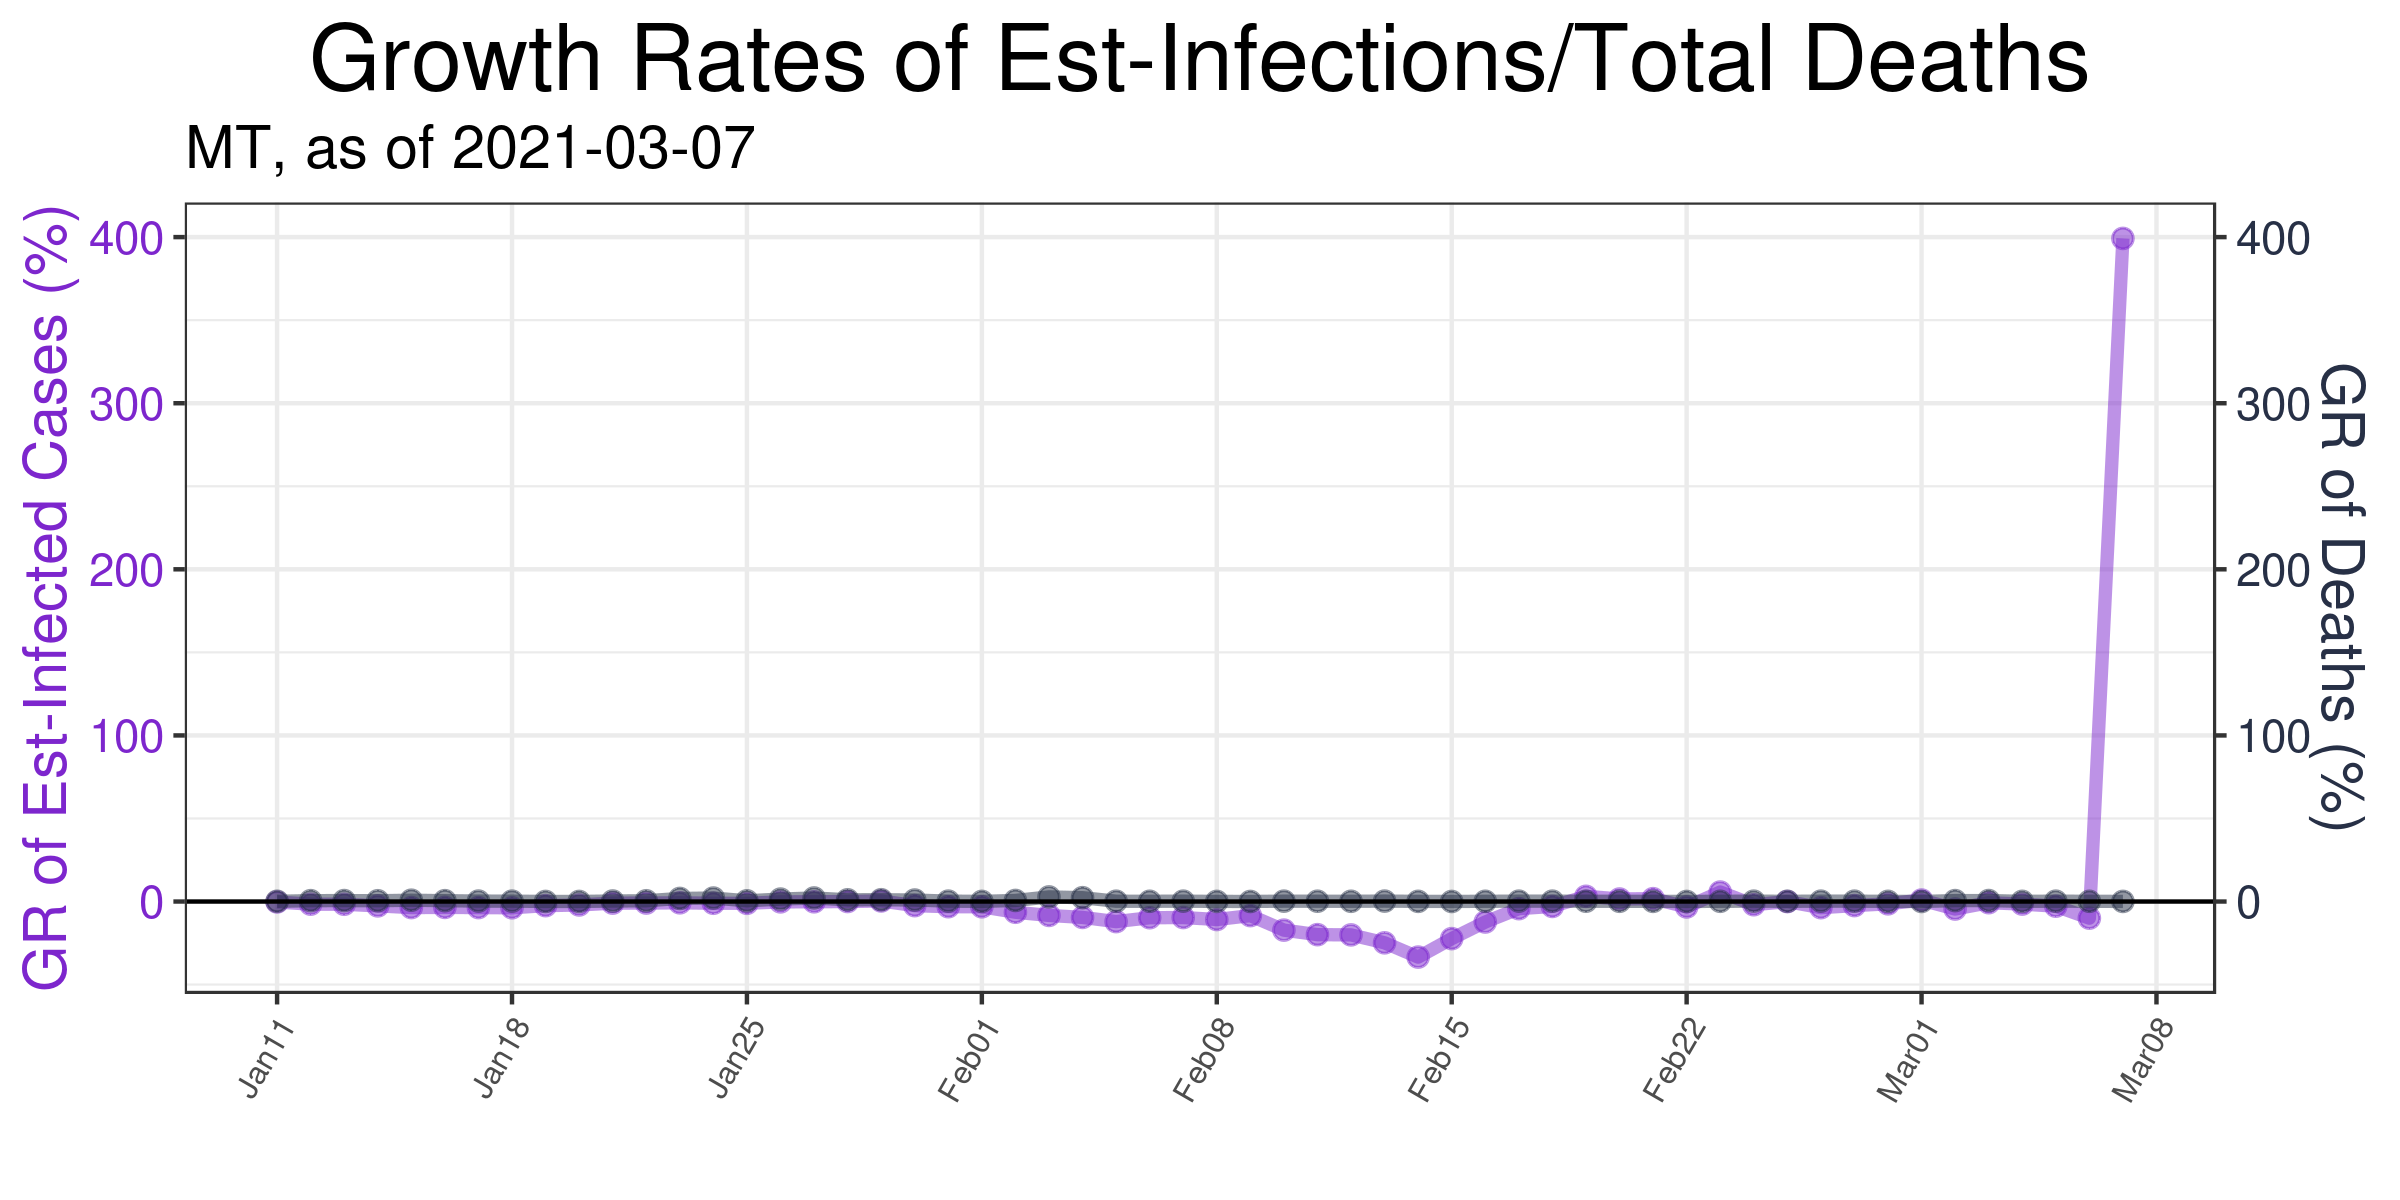 Growth Rates of Est-Infections/Total Deaths
MT, as of 2021-03-07
GR of Est-Infected Cases (%)
400
300
200
100
0
400
300
200
100
0
GR of Deaths (%)
Jan11
Jan18
Jan25
Feb01
Feb08
Feb15
Feb22
Mar01
Mar08